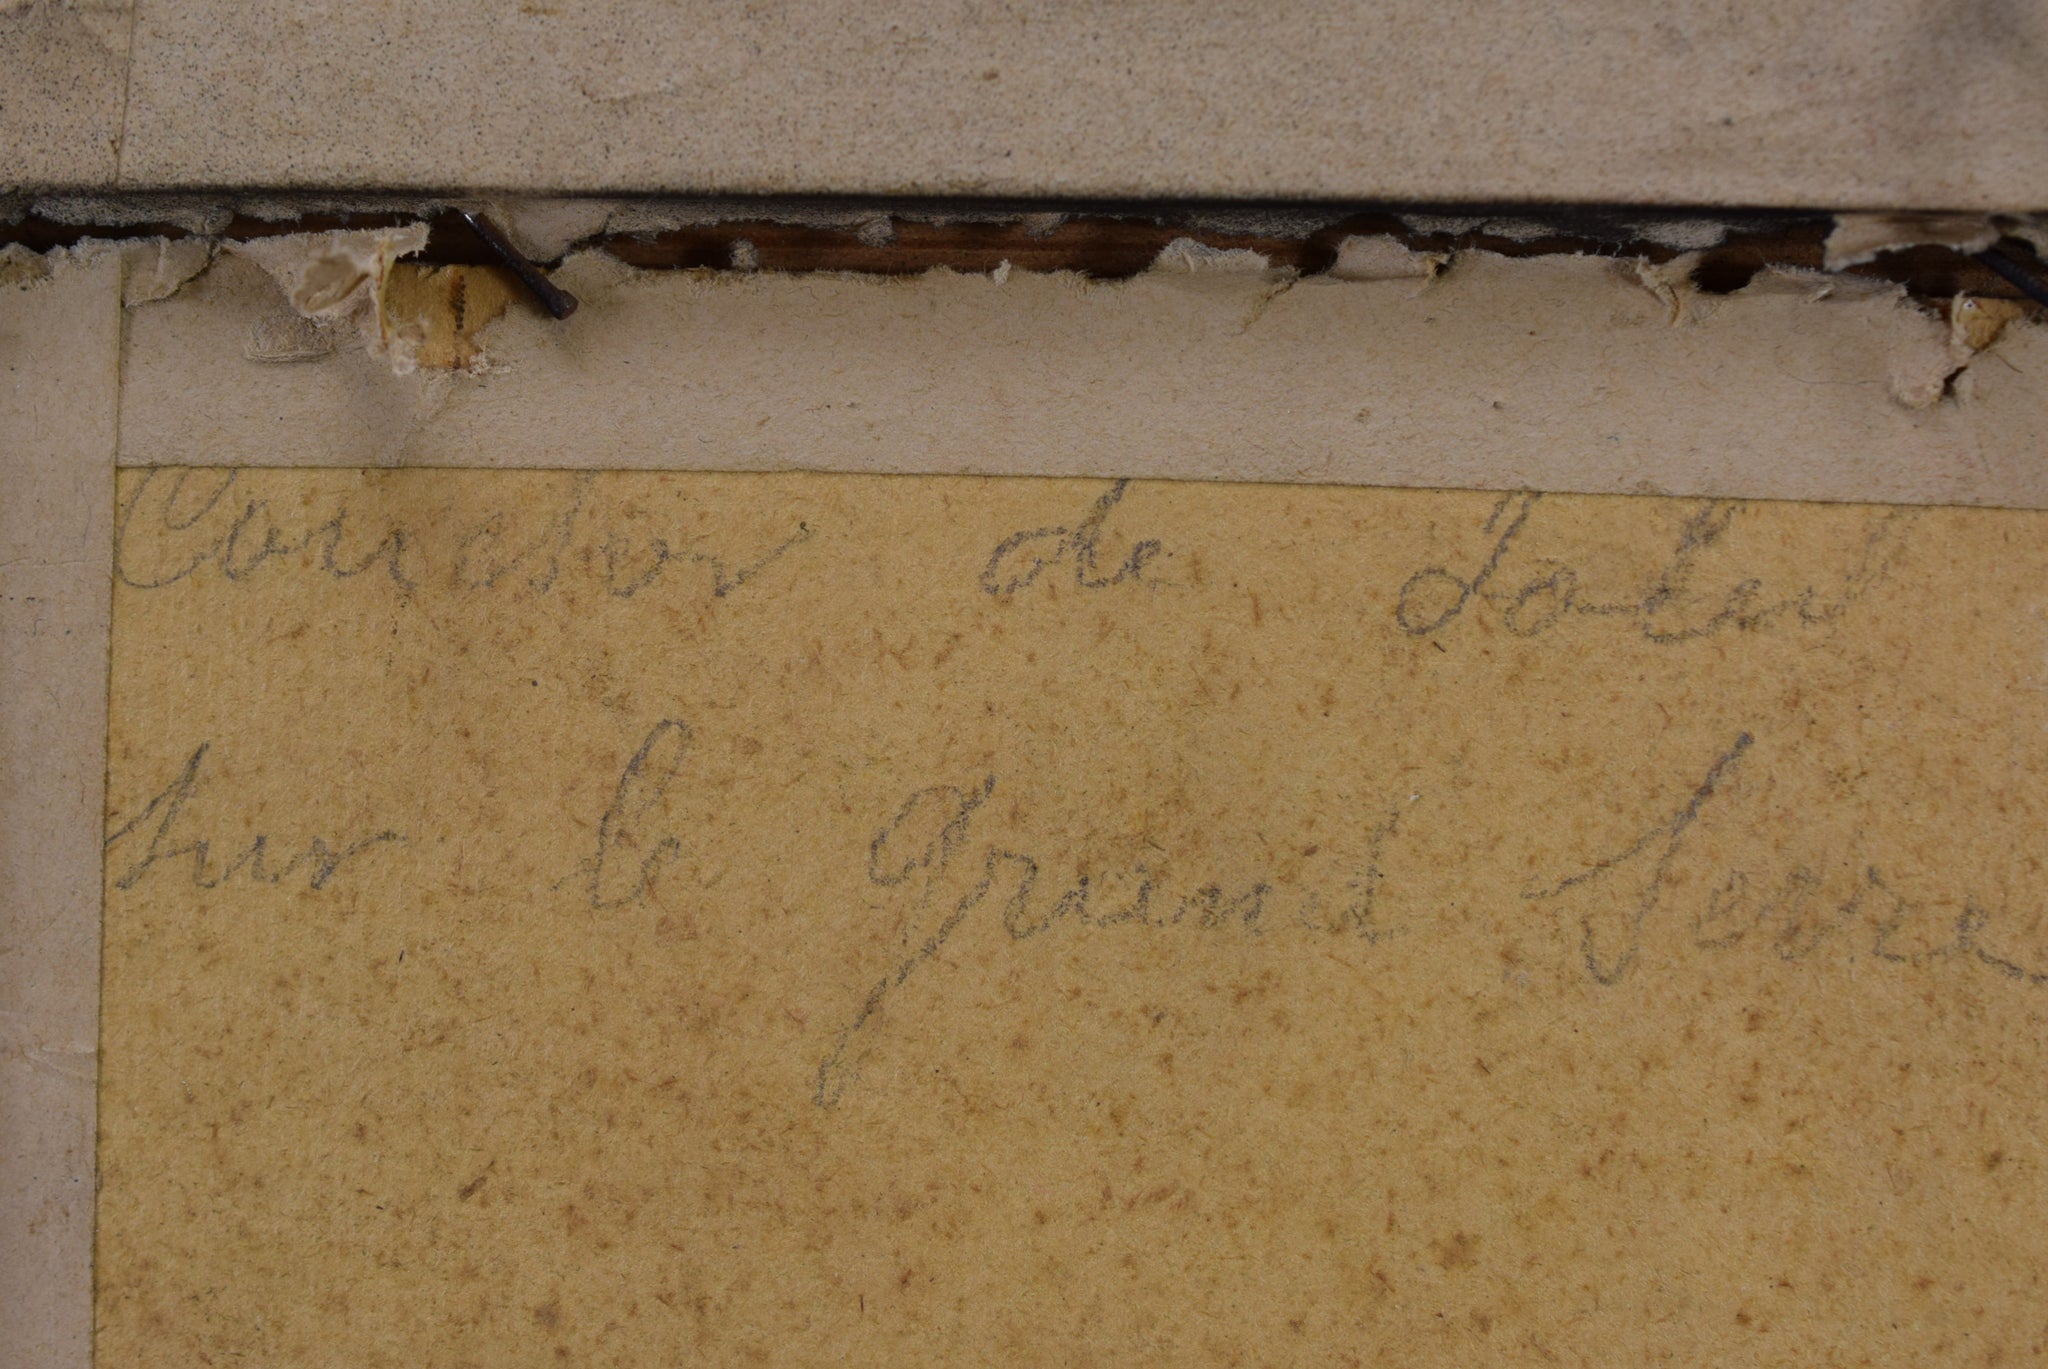 Coucher de Soleil
sur le grand